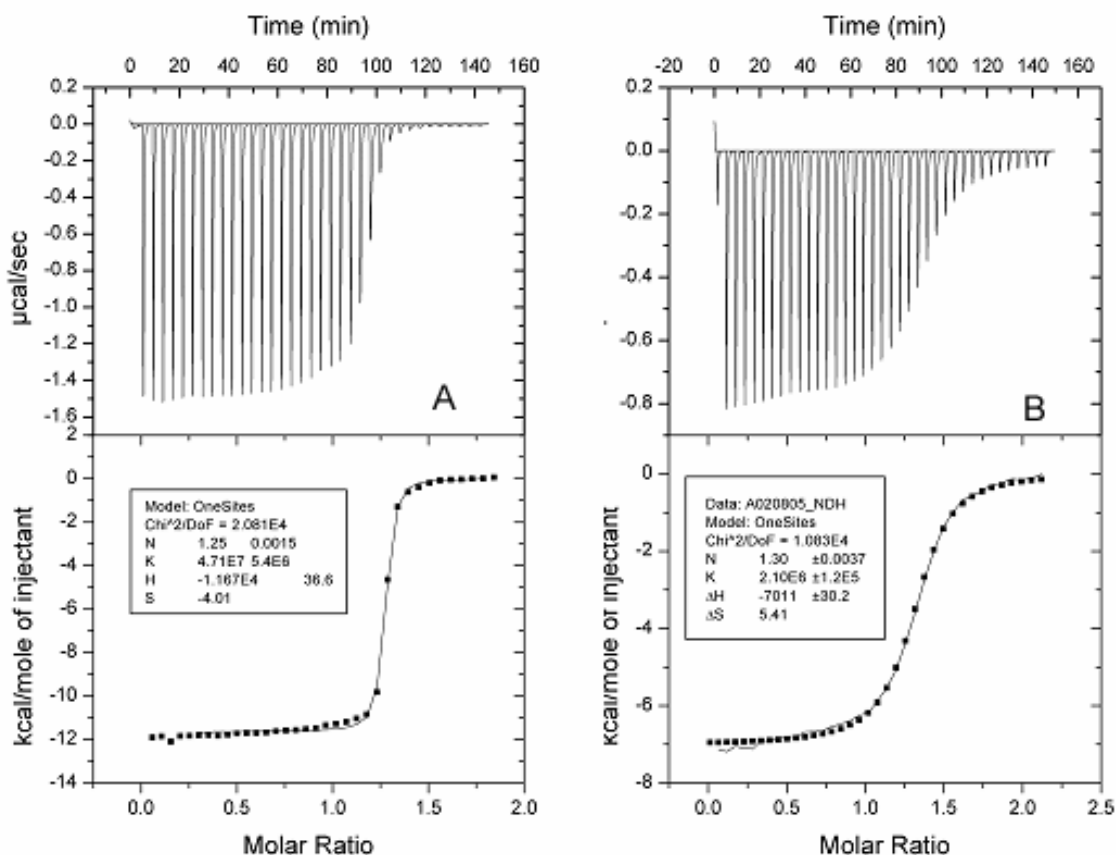 Time (min)
0 20 40 60 80 100 120 140 160
0.2
0.0
-0.2
-0.4
-0.6
-0.8
-1.0
-1.2
-1.4
-1.6
µcal/sec
A
2
0
-2
-4
-6
-8
-10
-12
-14
kcal/mole of injectant
Model: OneSites
Chi^2/DoF = 2.081E4
N 1.25 0.0015
K 4.71E7 5.4E6
H -1.167E4 36.6
S -4.01
0.0 0.5 1.0 1.5 2.0
Molar Ratio
Time (min)
-20 0 20 40 60 80 100 120 140 160
0.2
0.0
-0.2
-0.4
-0.6
-0.8
B
0
-2
-4
-6
-8
kcal/mole of injectant
Data: A020805_NDH
Model: OneSites
Chi^2/DoF = 1.083E4
N 1.30 ±0.0037
K 2.10E6 ±1.2E5
ΔH -7011 ±30.2
ΔS 5.41
0.0 0.5 1.0 1.5 2.0 2.5
Molar Ratio